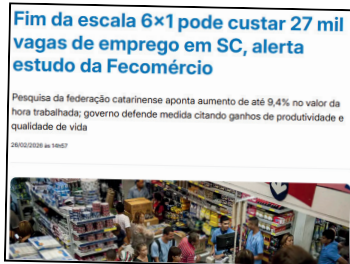 Fim da escala 6×1 pode custar 27 mil
vagas de emprego em SC, alerta
estudo da Fecomércio
Pesquisa da federação catarinense aponta aumento de até 9,4% no valor da
hora trabalhada; governo defende medida citando ganhos de produtividade e
qualidade de vida
26/02/2026 às 14h57